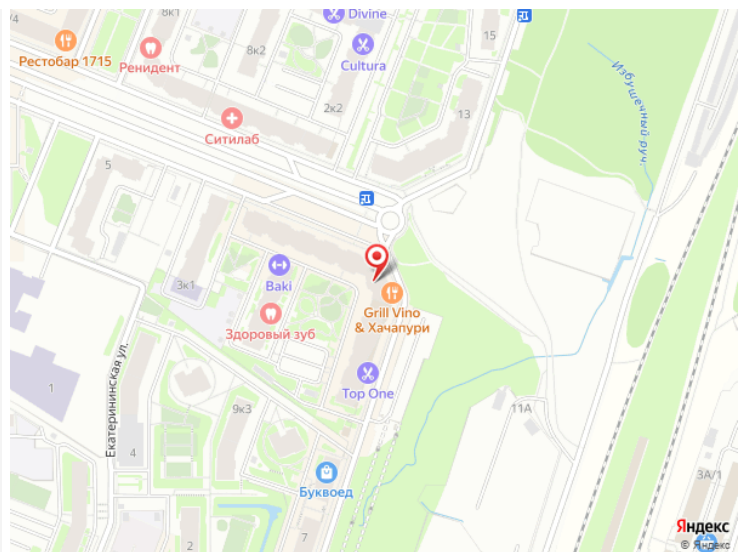 Divine
8к1
15
Рестобар 1715
Ренидент
8к2
Cultura
Избушечный руч.
2к2
13
Ситилаб
5
3к1
Baki
Grill Vino
& Хачапури
Здоровый зуб
Екатерининская ул.
1
Top One
9к3
11А
4
Буквоед
3А/1
7
2
Яндекс
© Яндекс